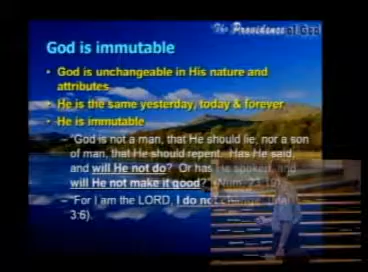 The Providence of God
God is immutable
• God is unchangeable in His nature and
attributes
• He is the same yesterday, today & forever
• He is immutable
– "God is not a man, that He should lie, nor a son
of man, that He should repent. Has He said,
and will He not do? Or has He spoken, and
will He not make it good?
– "For I am the LORD, I do not change
3:6).